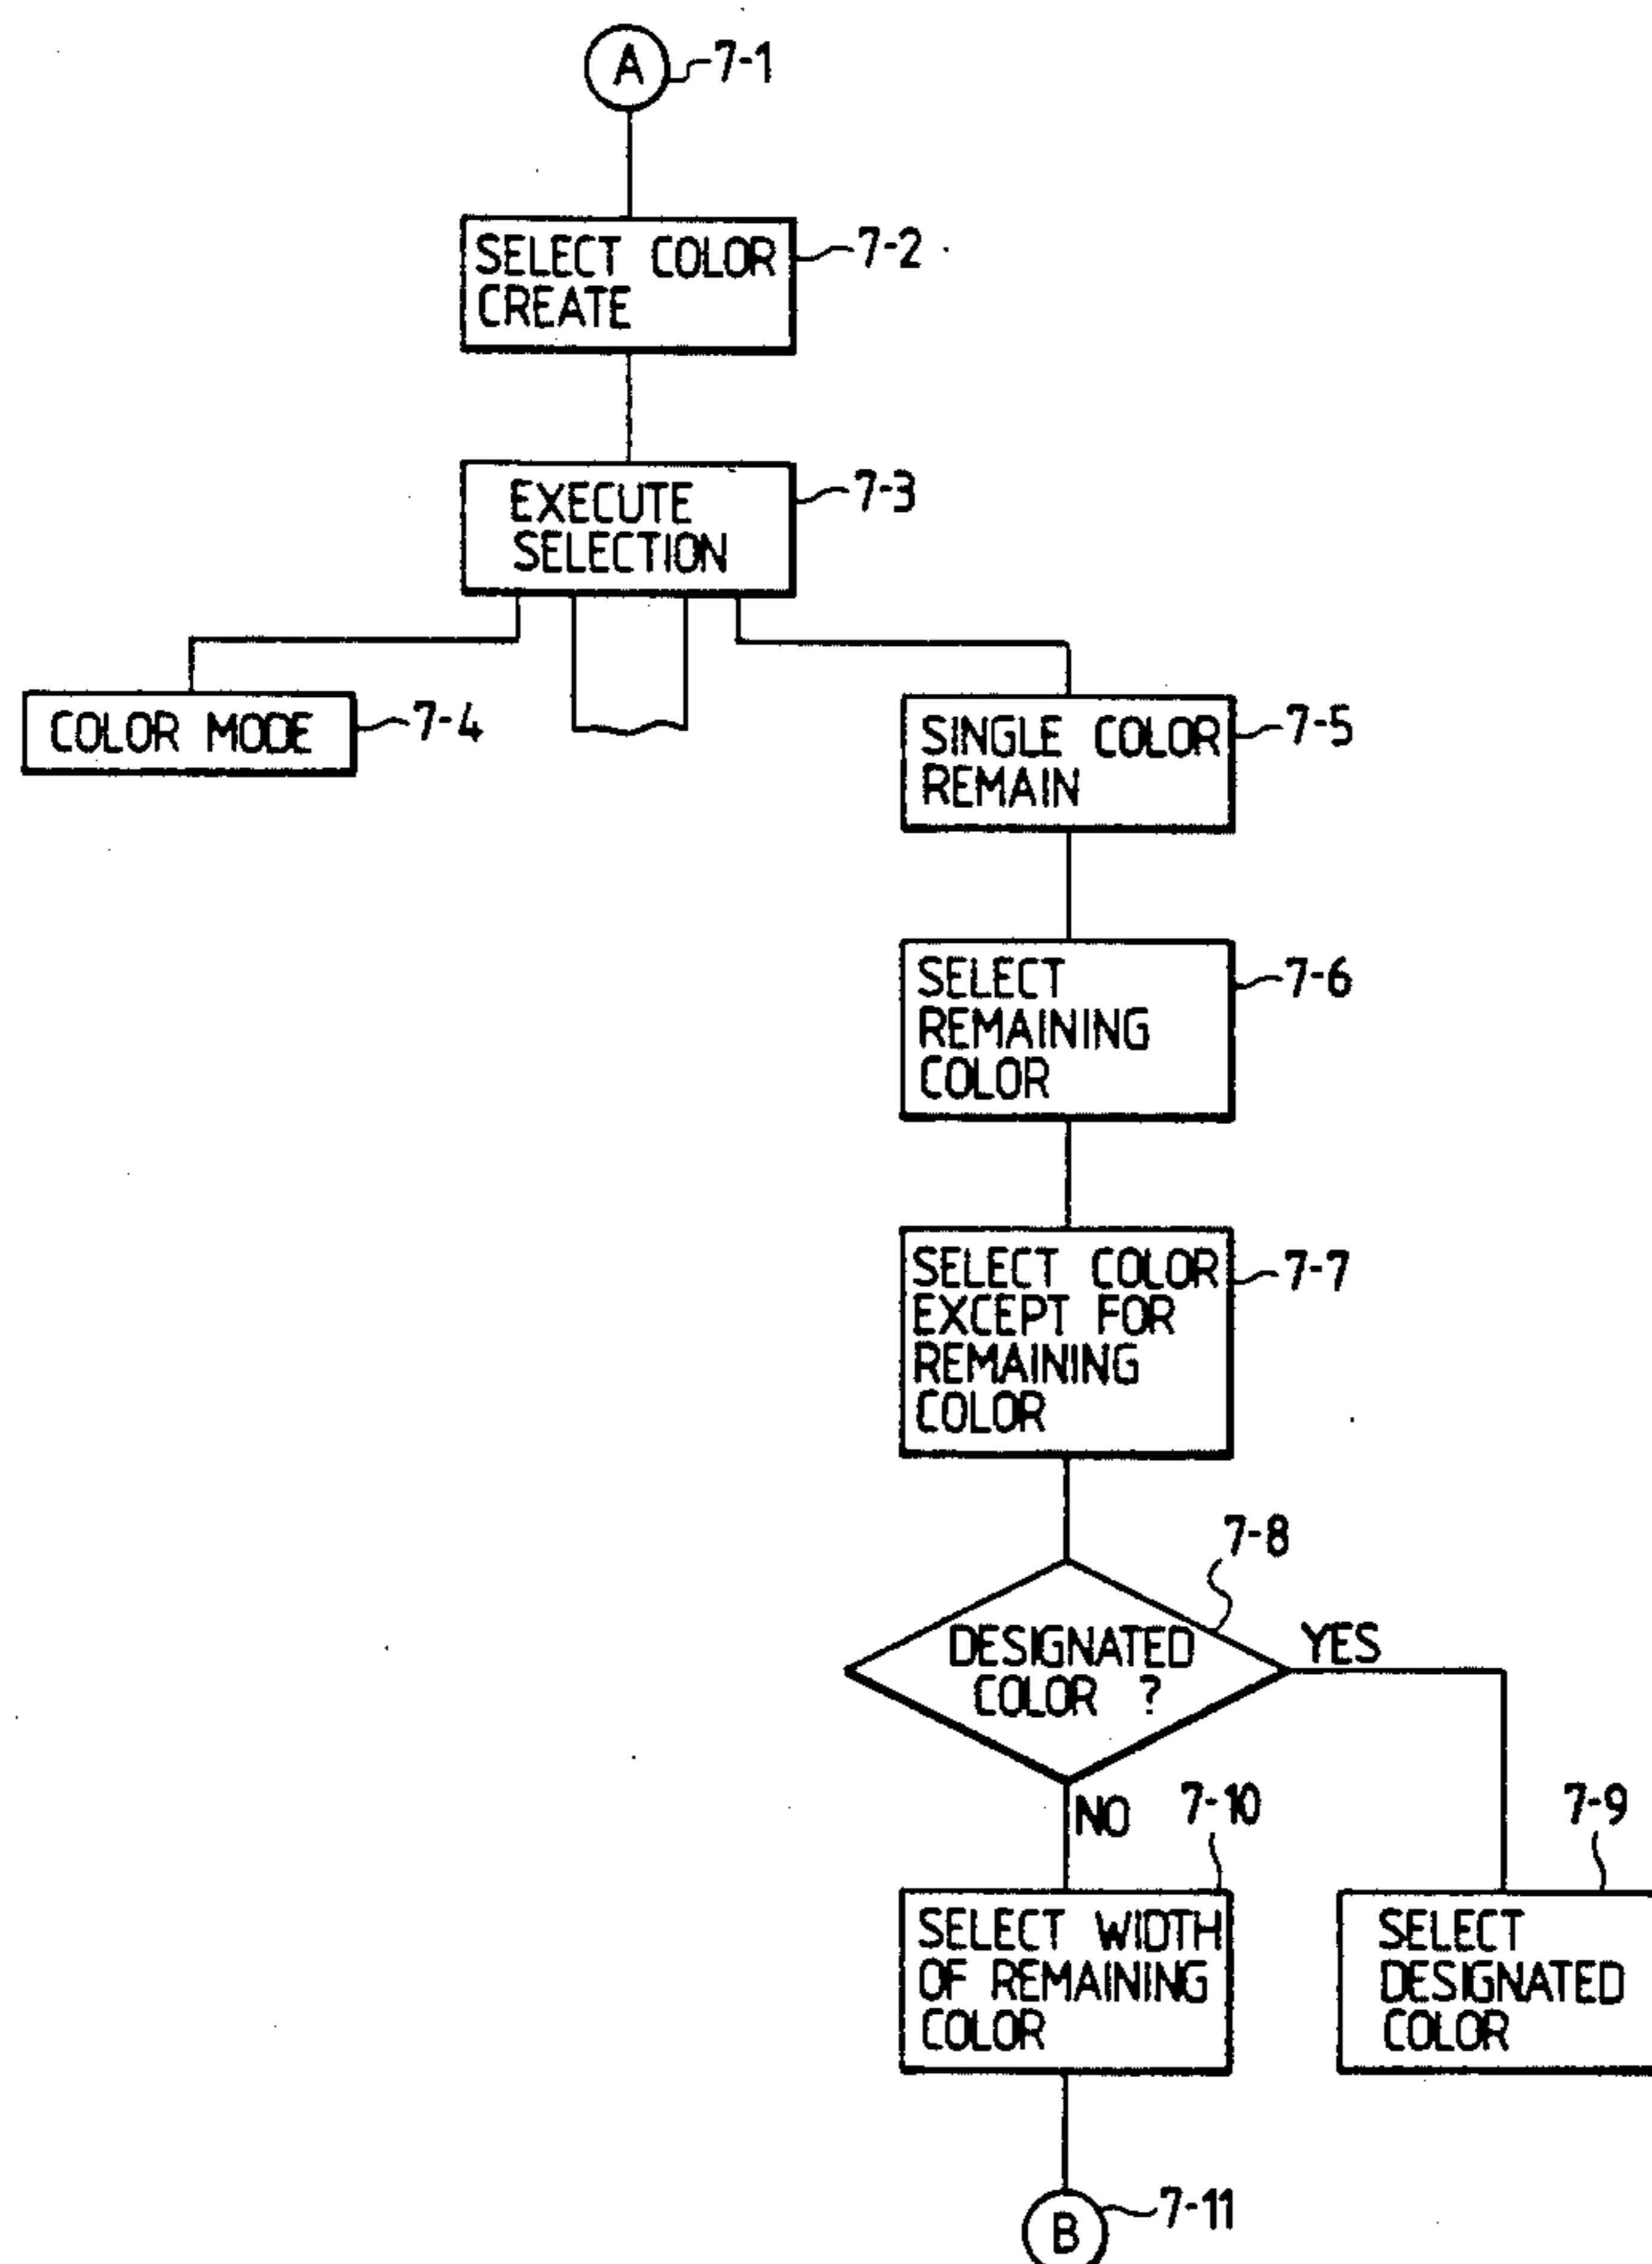 A
7-1
SELECT COLOR
CREATE
7-2
EXECUTE
SELECTION
7-3
COLOR MODE
7-4
SINGLE COLOR
REMAIN
7-5
SELECT
REMAINING
COLOR
7-6
SELECT COLOR
EXCEPT FOR
REMAINING
COLOR
7-7
7-8
DESIGNATED
COLOR ?
YES
NO
7-10
7-9
SELECT WIDTH
OF REMAINING
COLOR
SELECT
DESIGNATED
COLOR
7-11
B